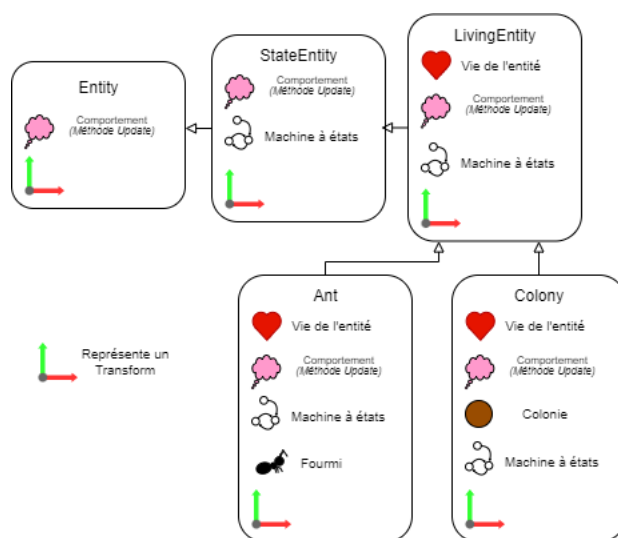 Entity
Comportement
(Méthode Update)
StateEntity
Comportement
(Méthode Update)
Machine à états
LivingEntity
Vie de l'entité
Comportement
(Méthode Update)
Machine à états
Représente un
Transform
Ant
Vie de l'entité
Comportement
(Méthode Update)
Machine à états
Fourmi
Colony
Vie de l'entité
Comportement
(Méthode Update)
Colonie
Machine à états